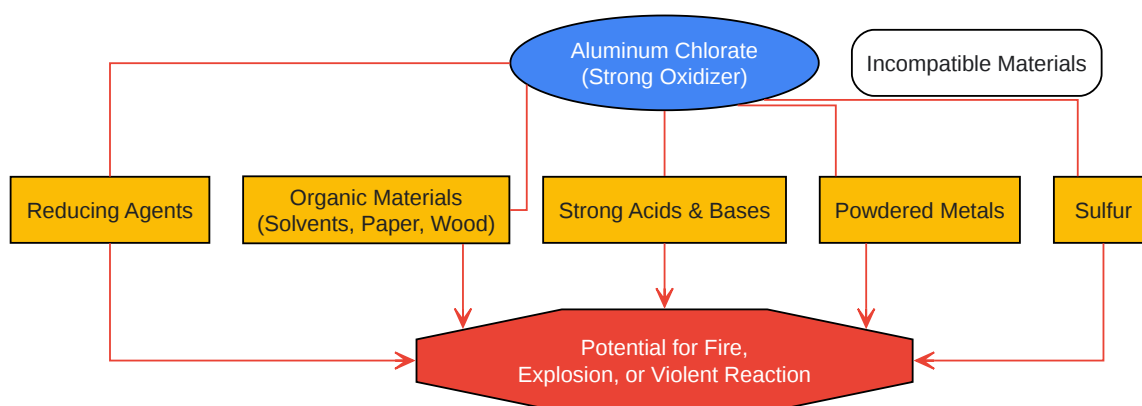 Aluminum Chlorate
(Strong Oxidizer)
Incompatible Materials
Reducing Agents
Organic Materials
(Solvents, Paper, Wood)
Strong Acids & Bases
Powdered Metals
Sulfur
Potential for Fire,
Explosion, or Violent Reaction